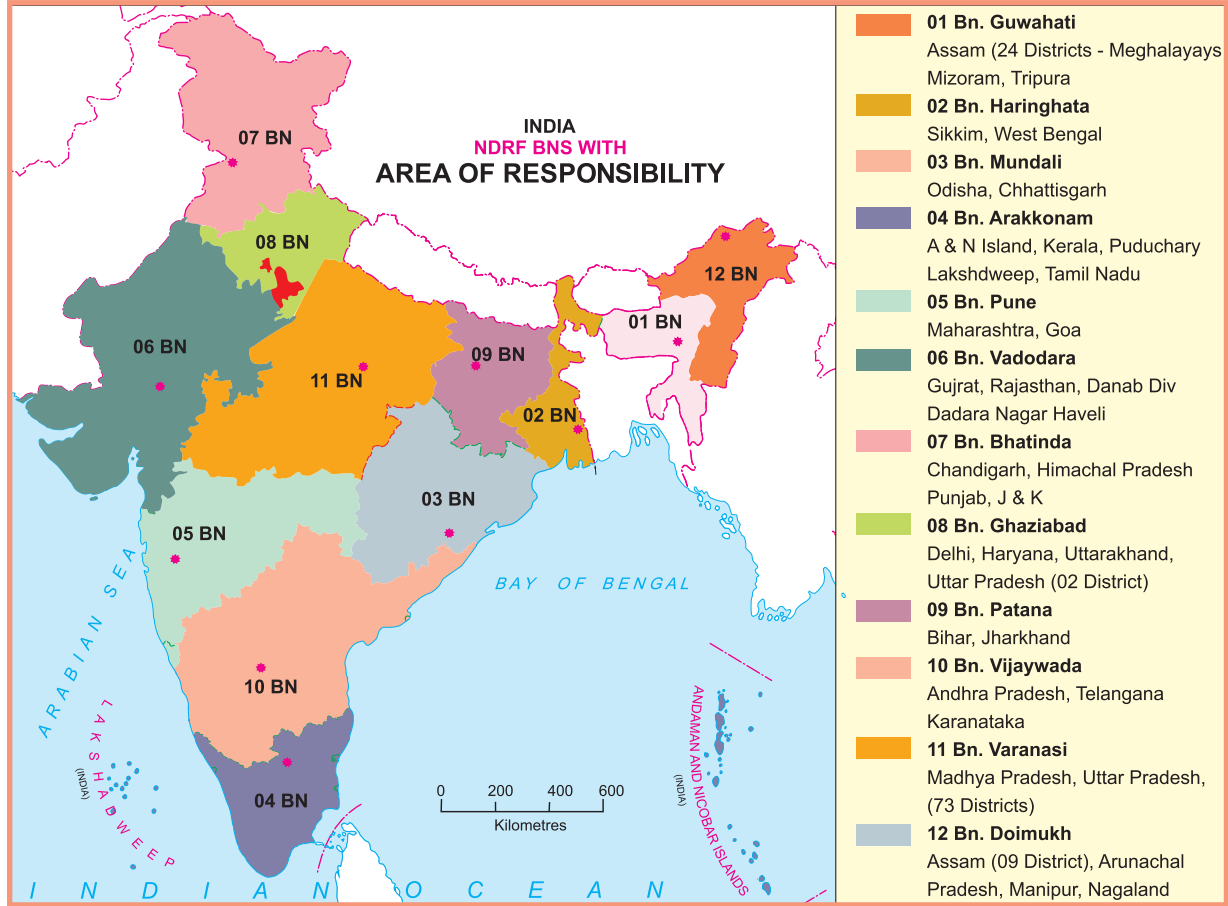 INDIA
NDRF BNS WITH
AREA OF RESPONSIBILITY
07 BN
08 BN
12 BN
01 BN
06 BN
09 BN
11 BN
02 BN
03 BN
05 BN
10 BN
04 BN
ARABIAN SEA
BAY OF BENGAL
LAKSHADWEEP
(INDIA)
ANDAMAN AND NICOBAR ISLANDS
(INDIA)
0 200 400 600
Kilometres
INDIAN OCEAN
01 Bn. Guwahati
Assam (24 Districts - Meghalayays
Mizoram, Tripura
02 Bn. Haringhata
Sikkim, West Bengal
03 Bn. Mundali
Odisha, Chhattisgarh
04 Bn. Arakkonam
A & N Island, Kerala, Puduchary
Lakshdweep, Tamil Nadu
05 Bn. Pune
Maharashtra, Goa
06 Bn. Vadodara
Gujrat, Rajasthan, Danab Div
Dadara Nagar Haveli
07 Bn. Bhatinda
Chandigarh, Himachal Pradesh
Punjab, J & K
08 Bn. Ghaziabad
Delhi, Haryana, Uttarakhand,
Uttar Pradesh (02 District)
09 Bn. Patana
Bihar, Jharkhand
10 Bn. Vijaywada
Andhra Pradesh, Telangana
Karanataka
11 Bn. Varanasi
Madhya Pradesh, Uttar Pradesh,
(73 Districts)
12 Bn. Doimukh
Assam (09 District), Arunachal
Pradesh, Manipur, Nagaland